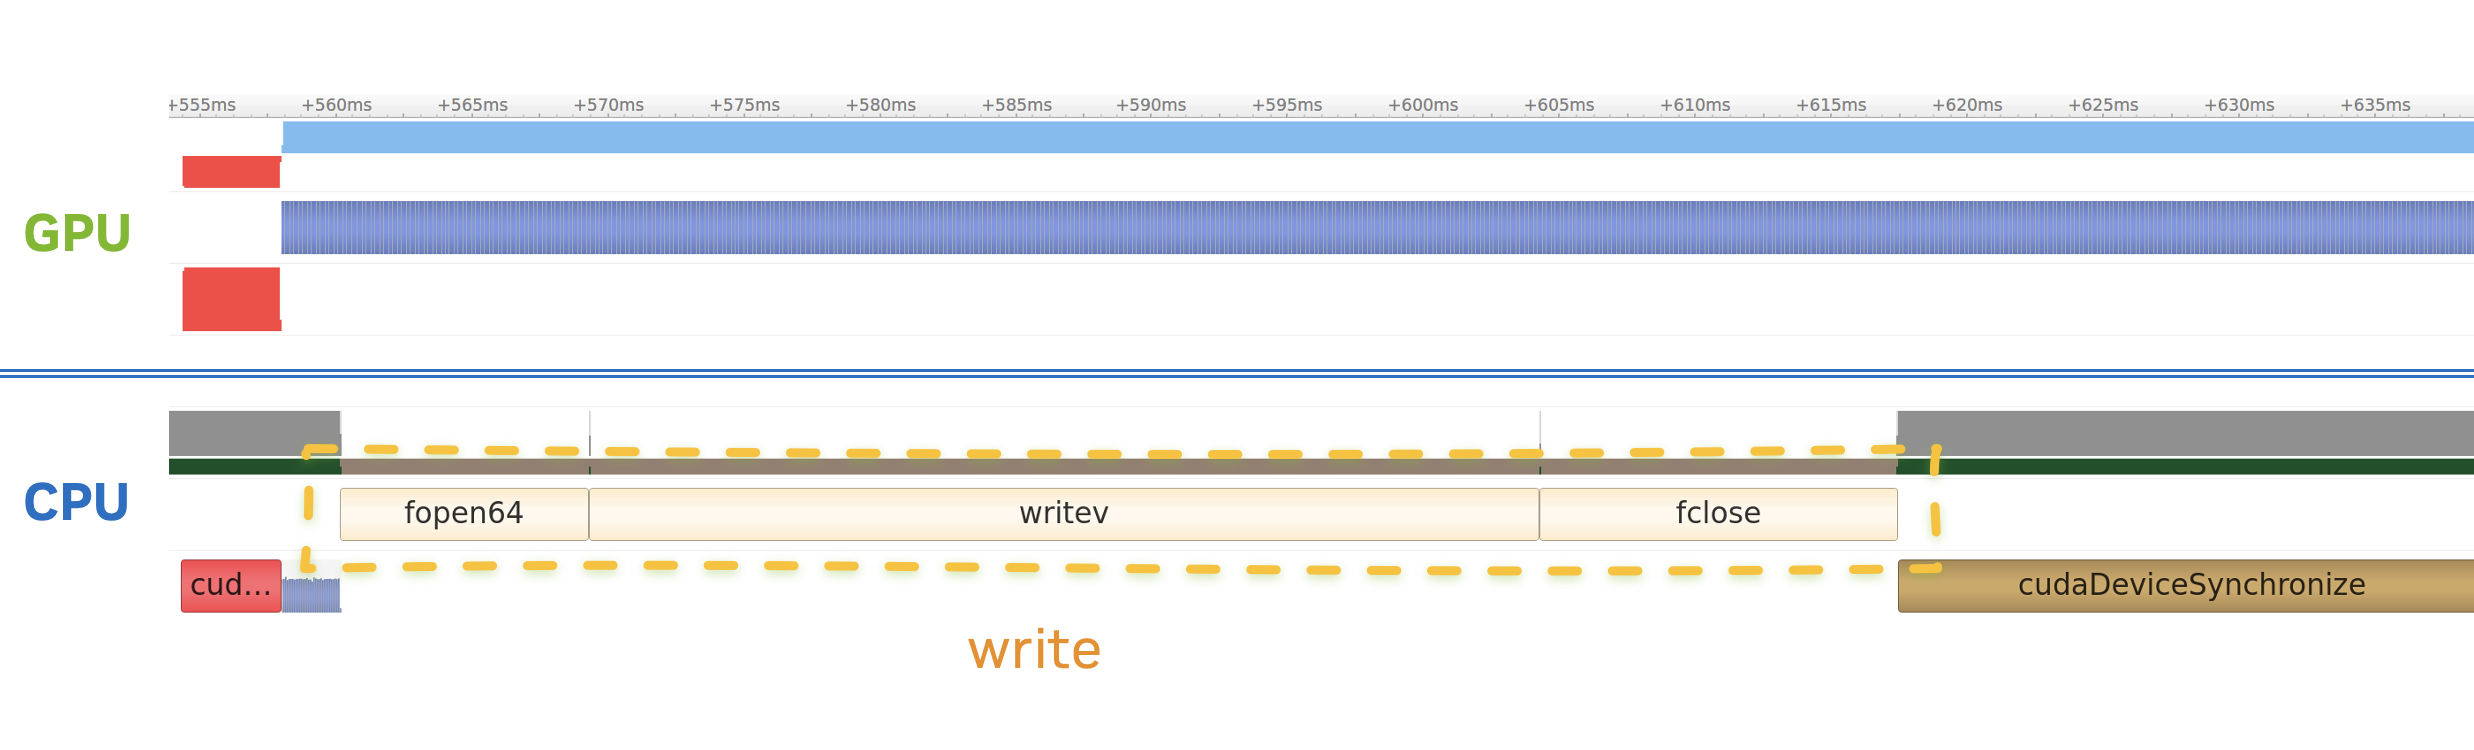 +555ms +560ms +565ms +570ms +575ms +580ms +585ms +590ms +595ms +600ms +605ms +610ms +615ms +620ms +625ms +630ms +635ms
GPU
CPU
fopen64 writev fclose
cud... cudaDeviceSynchronize
write